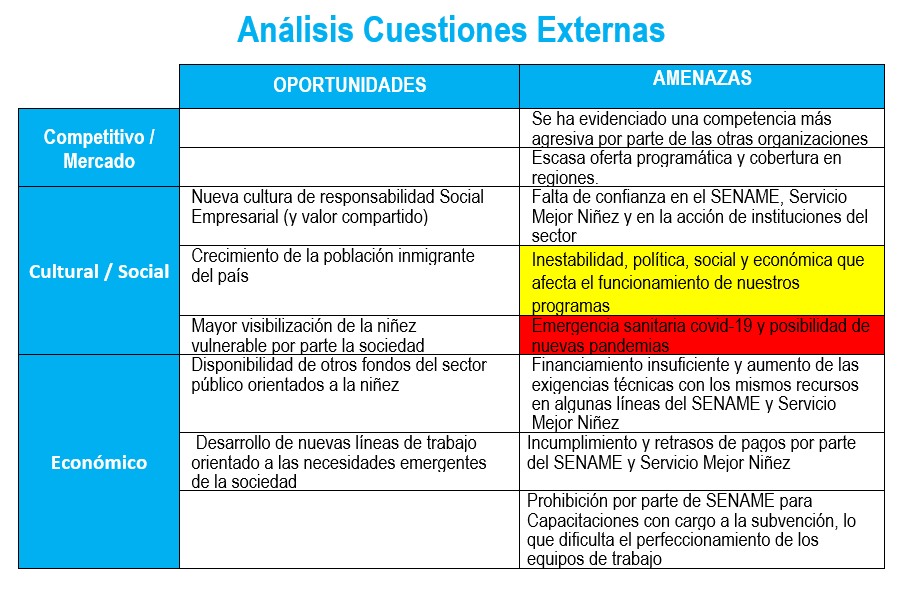 Análisis Cuestiones Externas
OPORTUNIDADES
AMENAZAS
Competitivo /
Mercado
Se ha evidenciado una competencia más
agresiva por parte de las otras organizaciones
Escasa oferta programática y cobertura en
regiones.
Cultural / Social
Nueva cultura de responsabilidad Social
Empresarial (y valor compartido)
Falta de confianza en el SENAME, Servicio
Mejor Niñez y en la acción de instituciones del
sector
Crecimiento de la población inmigrante
del país
Inestabilidad, política, social y económica que
afecta el funcionamiento de nuestros
programas
Mayor visibilización de la niñez
vulnerable por parte la sociedad
Emergencia sanitaria covid-19 y posibilidad de
nuevas pandemias
Económico
Disponibilidad de otros fondos del sector
público orientados a la niñez
Financiamiento insuficiente y aumento de las
exigencias técnicas con los mismos recursos
en algunas líneas del SENAME y Servicio
Mejor Niñez
Desarrollo de nuevas líneas de trabajo
orientado a las necesidades emergentes
de la sociedad
Incumplimiento y retrasos de pagos por parte
del SENAME y Servicio Mejor Niñez
Prohibición por parte de SENAME para
Capacitaciones con cargo a la subvención, lo
que dificulta el perfeccionamiento de los
equipos de trabajo